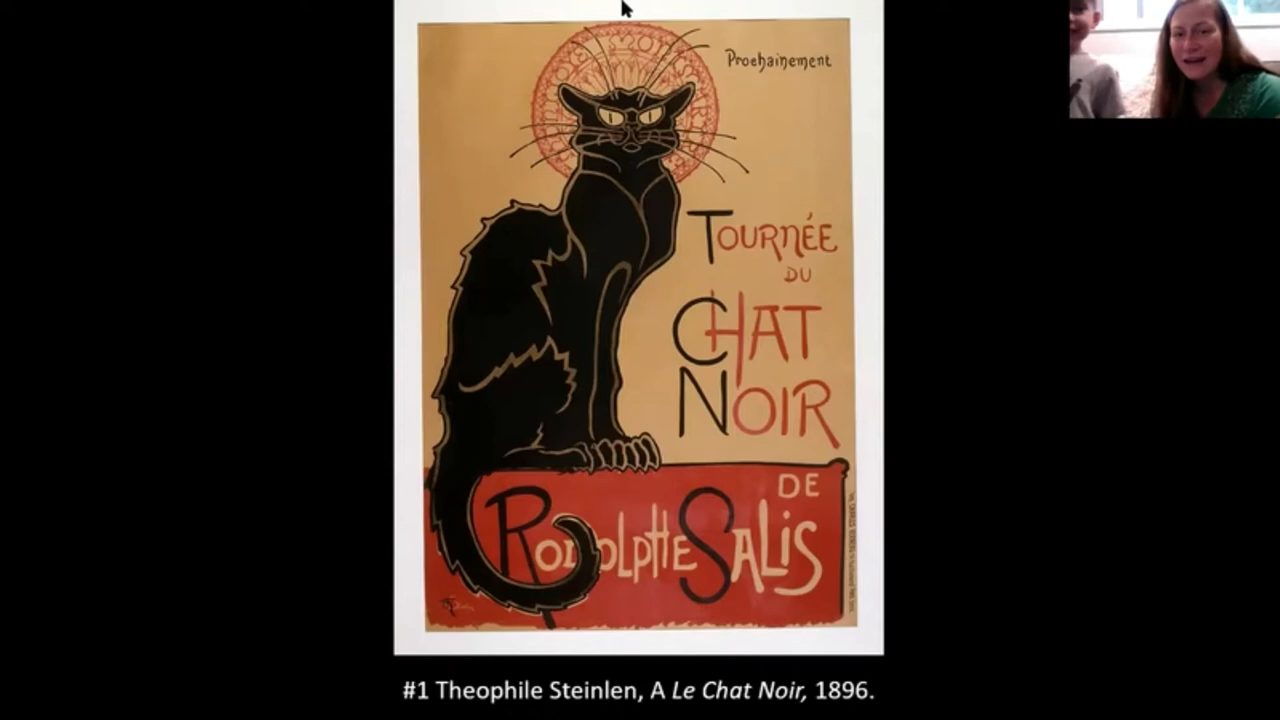 Prochainement
TOURNÉE
DU
CHAT
NOIR
DE
RODOLPHE SALIS
#1 Theophile Steinlen, A Le Chat Noir, 1896.